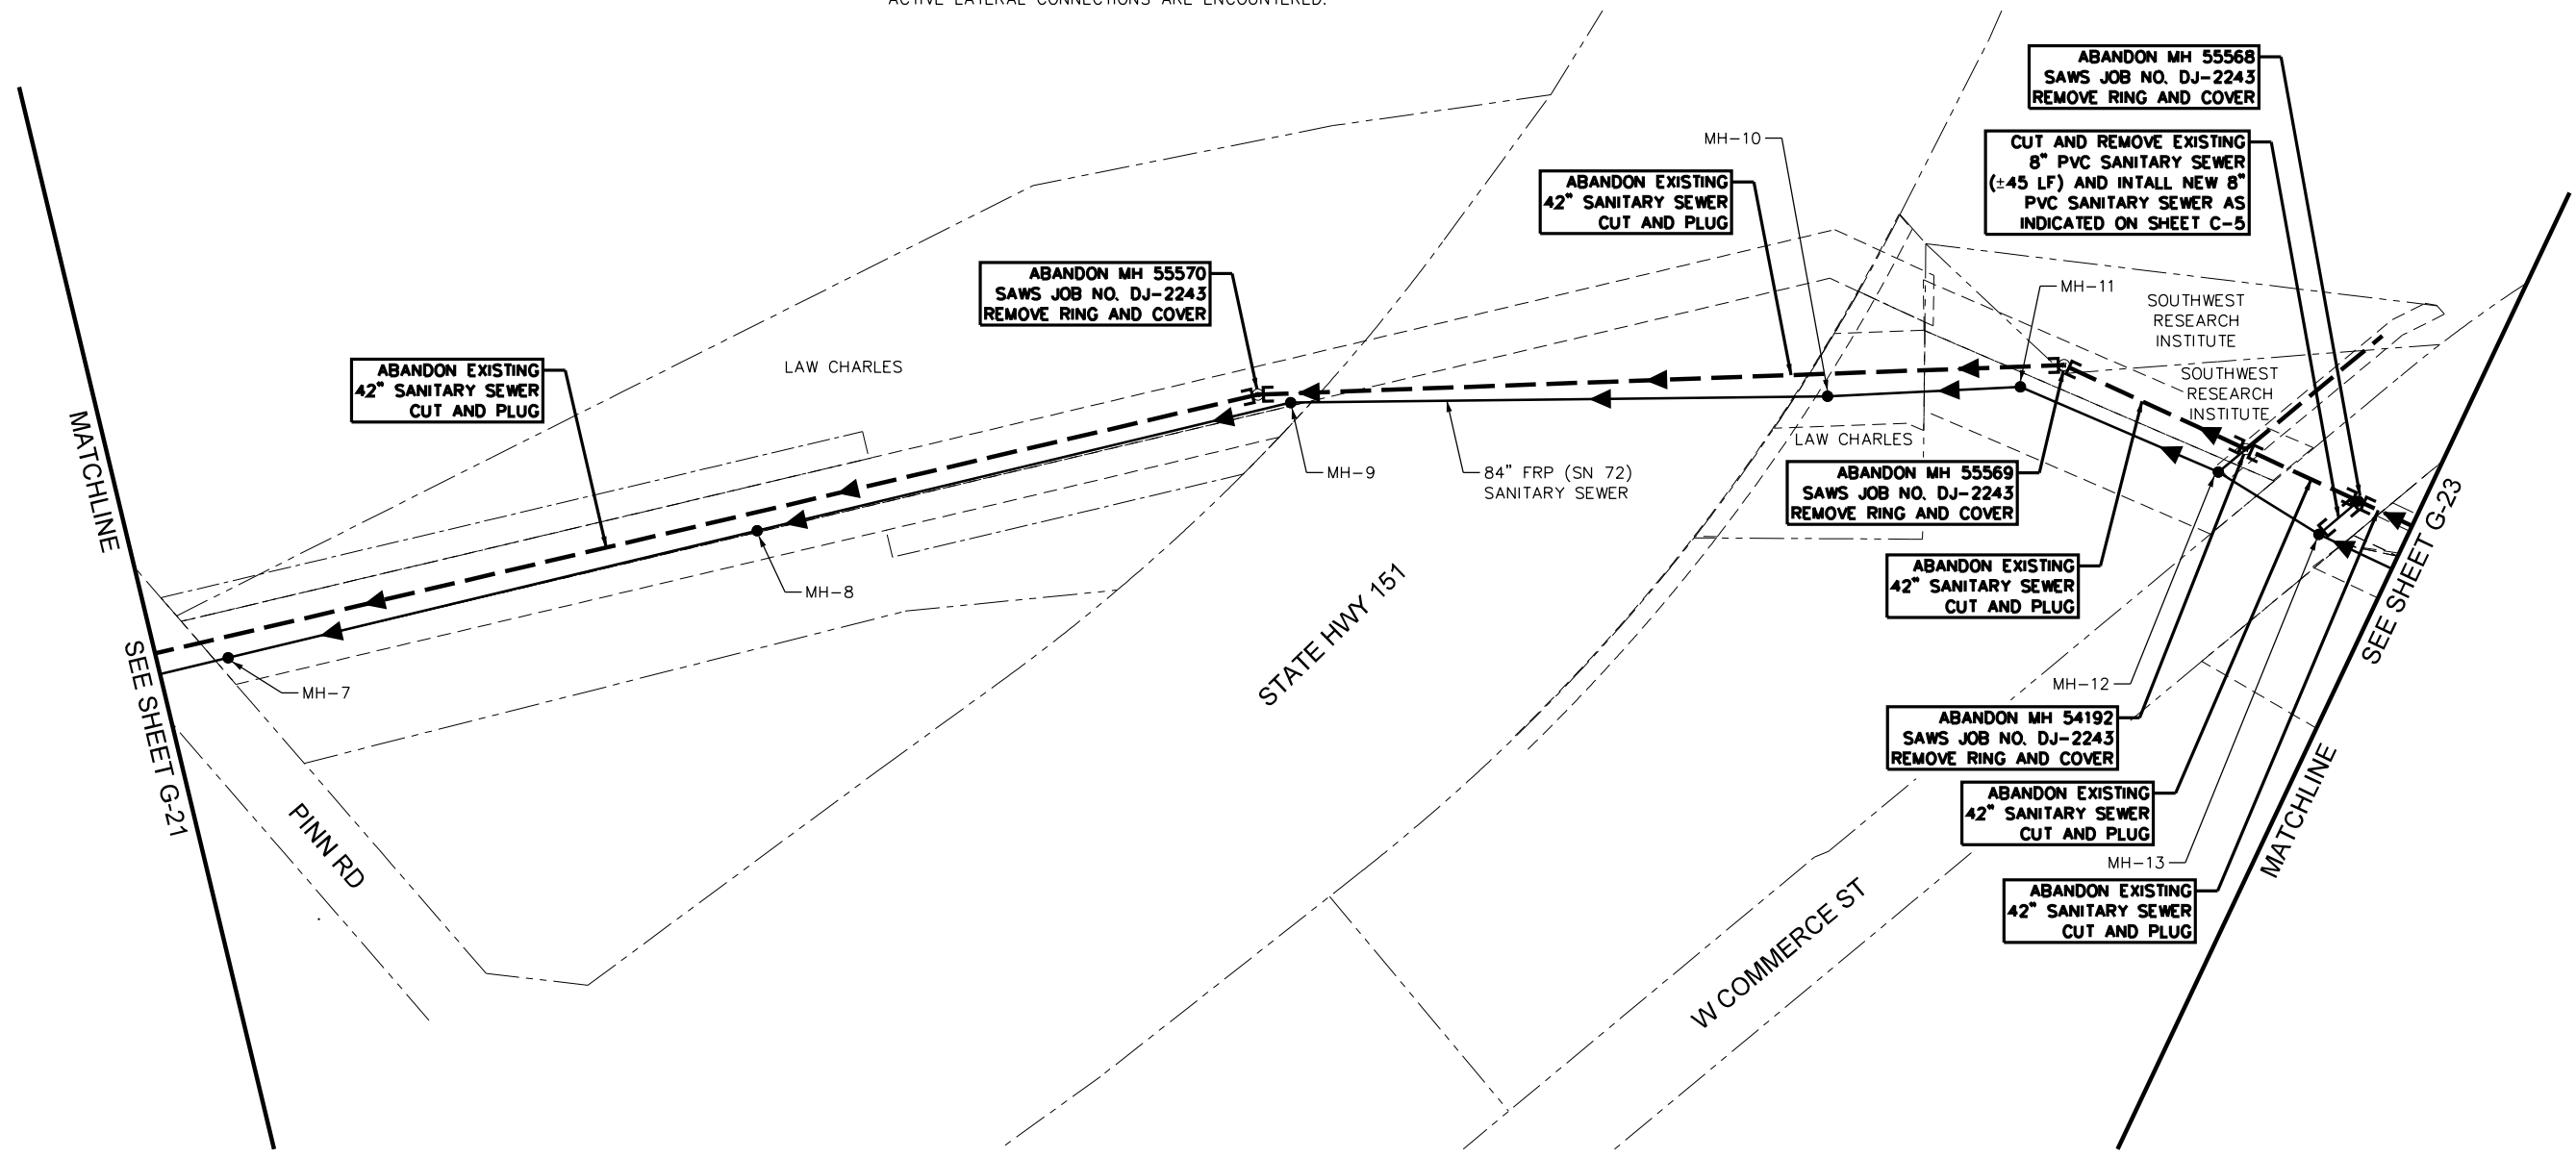 ACTIVE LATERAL CONNECTIONS ARE ENCOUNTERED.
ABANDON MH 55568
SAWS JOB NO. DJ-2243
REMOVE RING AND COVER
CUT AND REMOVE EXISTING
8" PVC SANITARY SEWER
(±45 LF) AND INTALL NEW 8"
PVC SANITARY SEWER AS
INDICATED ON SHEET C-5
MH-10
ABANDON EXISTING
42" SANITARY SEWER
CUT AND PLUG
ABANDON MH 55570
SAWS JOB NO. DJ-2243
REMOVE RING AND COVER
MH-11
SOUTHWEST
RESEARCH
INSTITUTE
ABANDON EXISTING
42" SANITARY SEWER
CUT AND PLUG
LAW CHARLES
SOUTHWEST
RESEARCH
INSTITUTE
MATCHLINE
SEE SHEET G-21
LAW CHARLES
MH-9
84" FRP (SN 72)
SANITARY SEWER
ABANDON MH 55569
SAWS JOB NO. DJ-2243
REMOVE RING AND COVER
SEE SHEET G-23
MATCHLINE
MH-8
ABANDON EXISTING
42" SANITARY SEWER
CUT AND PLUG
STATE HWY 151
MH-7
MH-12
ABANDON MH 54192
SAWS JOB NO. DJ-2243
REMOVE RING AND COVER
ABANDON EXISTING
42" SANITARY SEWER
CUT AND PLUG
PINN RD
MH-13
ABANDON EXISTING
42" SANITARY SEWER
CUT AND PLUG
W COMMERCE ST